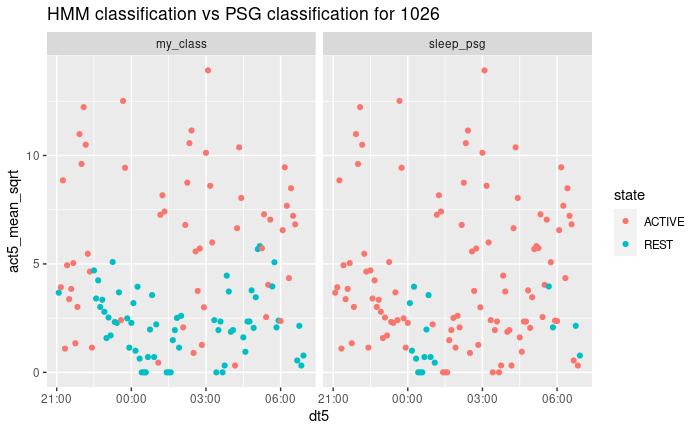 HMM classification vs PSG classification for 1026
my_class
sleep_psg
act5_mean_sqrt
10
5
0
21:00
00:00
03:00
06:00
21:00
00:00
03:00
06:00
dt5
state
ACTIVE
REST